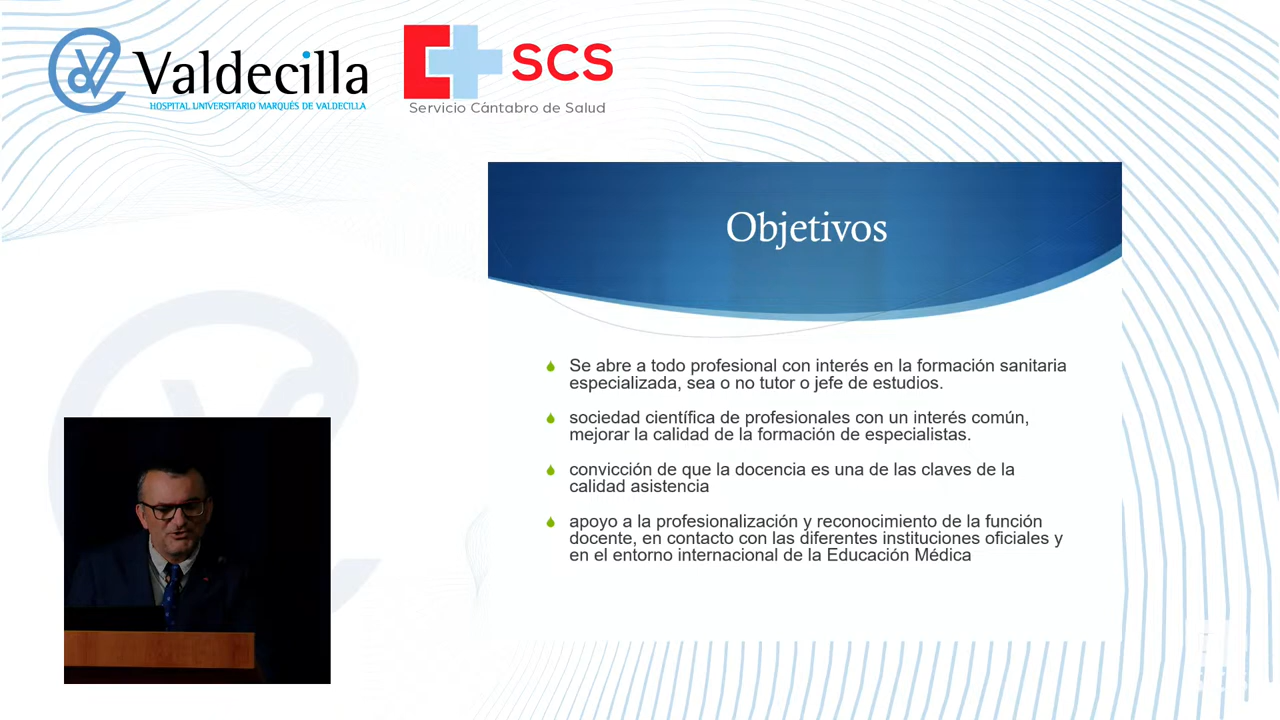 Valdecilla
HOSPITAL UNIVERSITARIO MARQUÉS DE VALDECILLA
SCS
Servicio Cántabro de Salud
Objetivos
Se abre a todo profesional con interés en la formación sanitaria
especializada, sea o no tutor o jefe de estudios.
sociedad científica de profesionales con un interés común,
mejorar la calidad de la formación de especialistas.
convicción de que la docencia es una de las claves de la
calidad asistencia
apoyo a la profesionalización y reconocimiento de la función
docente, en contacto con las diferentes instituciones oficiales y
en el entorno internacional de la Educación Médica